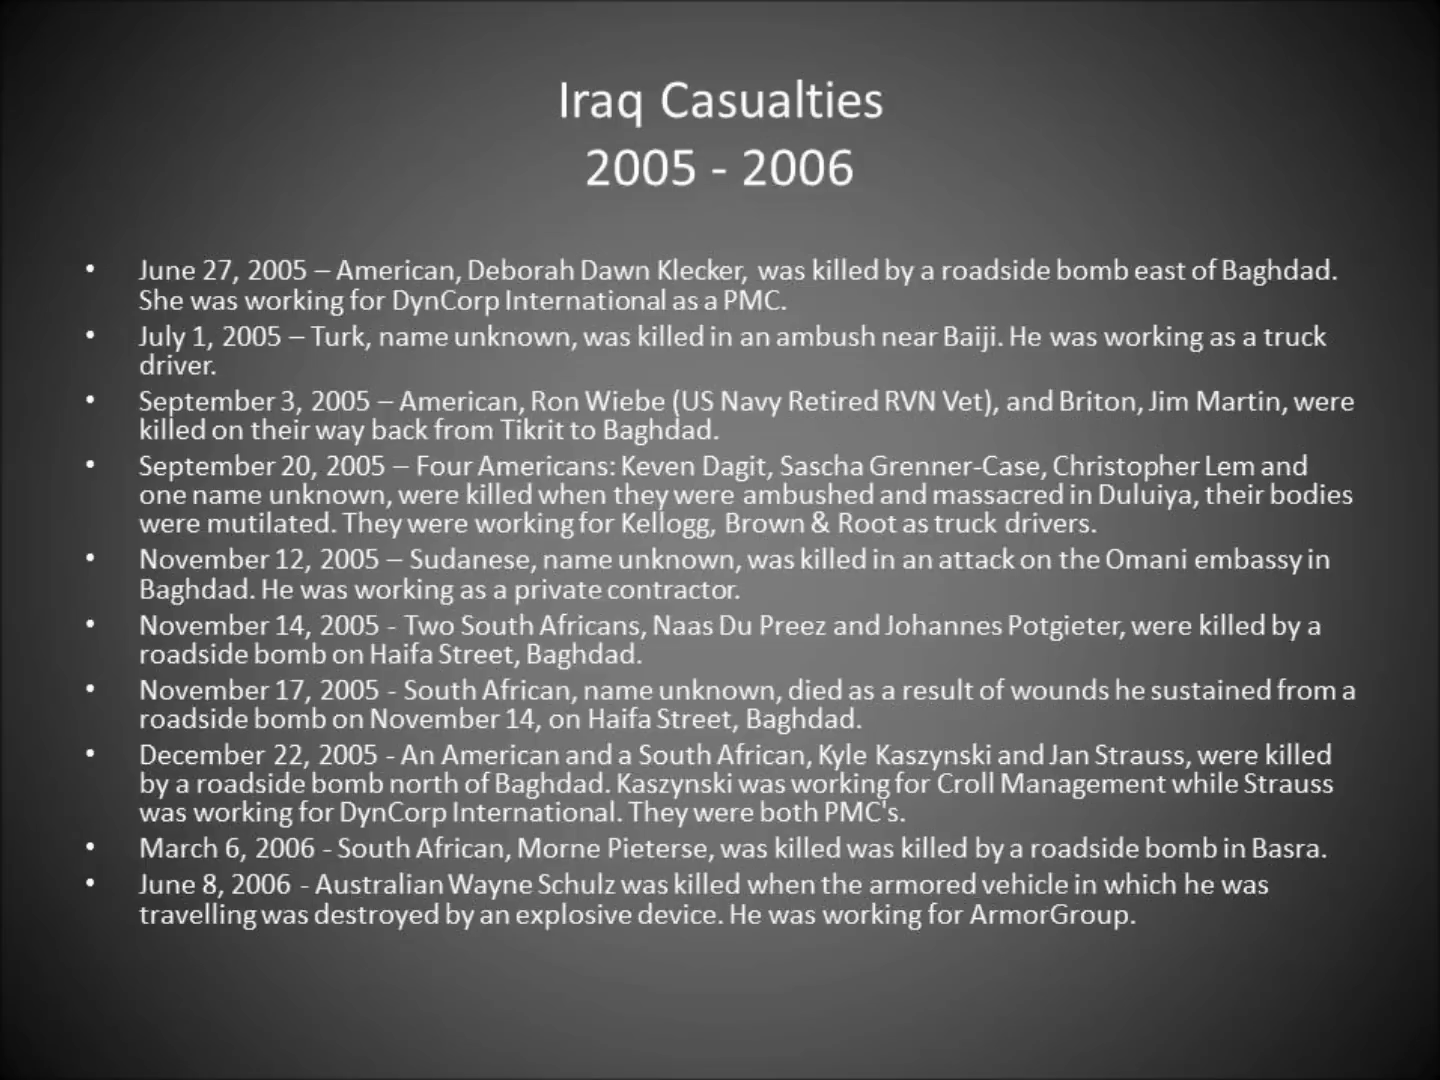 Iraq Casualties
2005 - 2006
• June 27, 2005 – American, Deborah Dawn Klecker, was killed by a roadside bomb east of Baghdad.
She was working for DynCorp International as a PMC.
• July 1, 2005 – Turk, name unknown, was killed in an ambush near Baiji. He was working as a truck
driver.
• September 3, 2005 – American, Ron Wiebe (US Navy Retired RVN Vet), and Briton, Jim Martin, were
killed on their way back from Tikrit to Baghdad.
• September 20, 2005 – Four Americans: Keven Dagit, Sascha Grenner-Case, Christopher Lem and
one name unknown, were killed when they were ambushed and massacred in Duluiya, their bodies
were mutilated. They were working for Kellogg, Brown & Root as truck drivers.
• November 12, 2005 – Sudanese, name unknown, was killed in an attack on the Omani embassy in
Baghdad. He was working as a private contractor.
• November 14, 2005 - Two South Africans, Naas Du Preez and Johannes Potgieter, were killed by a
roadside bomb on Haifa Street, Baghdad.
• November 17, 2005 - South African, name unknown, died as a result of wounds he sustained from a
roadside bomb on November 14, on Haifa Street, Baghdad.
• December 22, 2005 - An American and a South African, Kyle Kaszynski and Jan Strauss, were killed
by a roadside bomb north of Baghdad. Kaszynski was working for Croll Management while Strauss
was working for DynCorp International. They were both PMC's.
• March 6, 2006 - South African, Morne Pieterse, was killed was killed by a roadside bomb in Basra.
• June 8, 2006 - Australian Wayne Schulz was killed when the armored vehicle in which he was
travelling was destroyed by an explosive device. He was working for ArmorGroup.